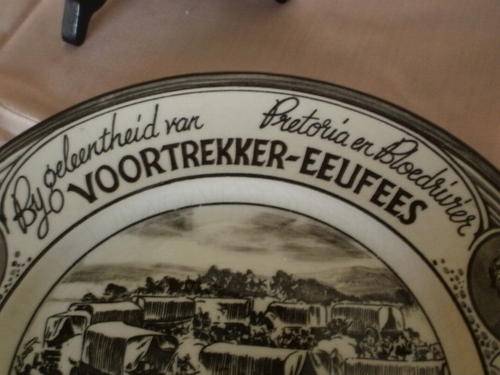 By geleentheid van Pretoria en Bloedrivier
VOORTREKKER-EEUFEES